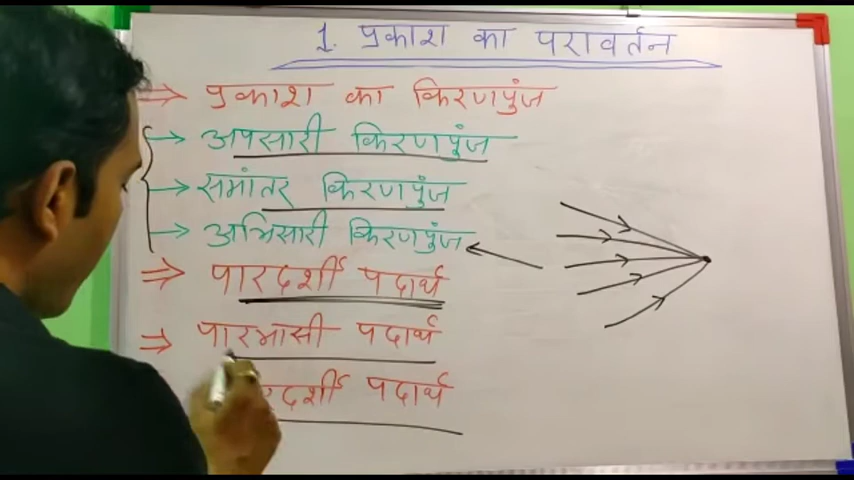 1. प्रकाश का परावर्तन
⇒ प्रकाश का किरणपुंज
→ अपसारी किरणपुंज
→ समांतर किरणपुंज
→ अभिसारी किरणपुंज
⇒ पारदर्शी पदार्थ
⇒ पारभासी पदार्थ
पदार्थ